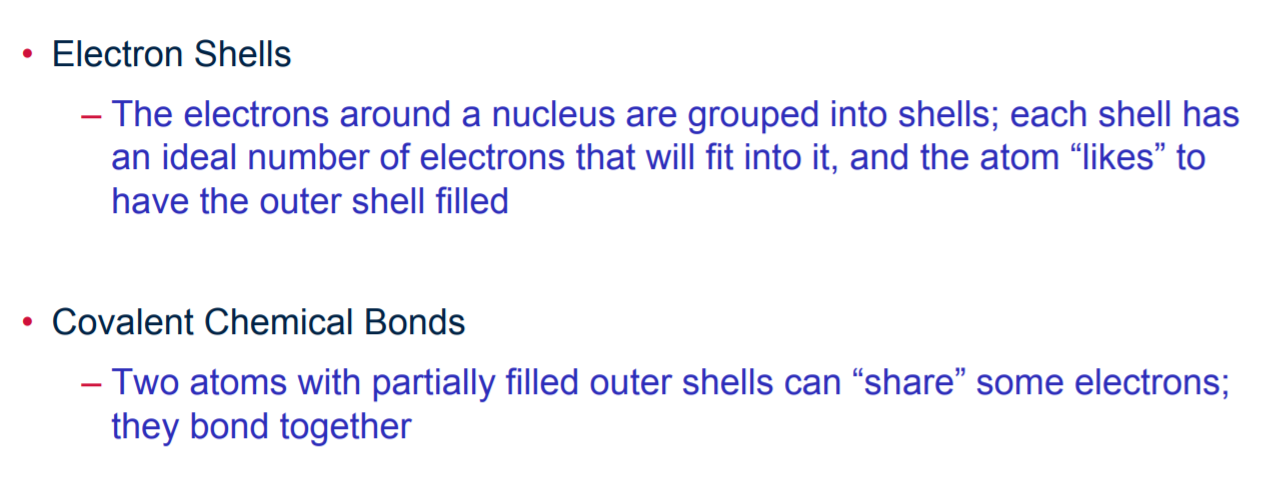 • Electron Shells
– The electrons around a nucleus are grouped into shells; each shell has
an ideal number of electrons that will fit into it, and the atom “likes” to
have the outer shell filled
• Covalent Chemical Bonds
– Two atoms with partially filled outer shells can “share” some electrons;
they bond together